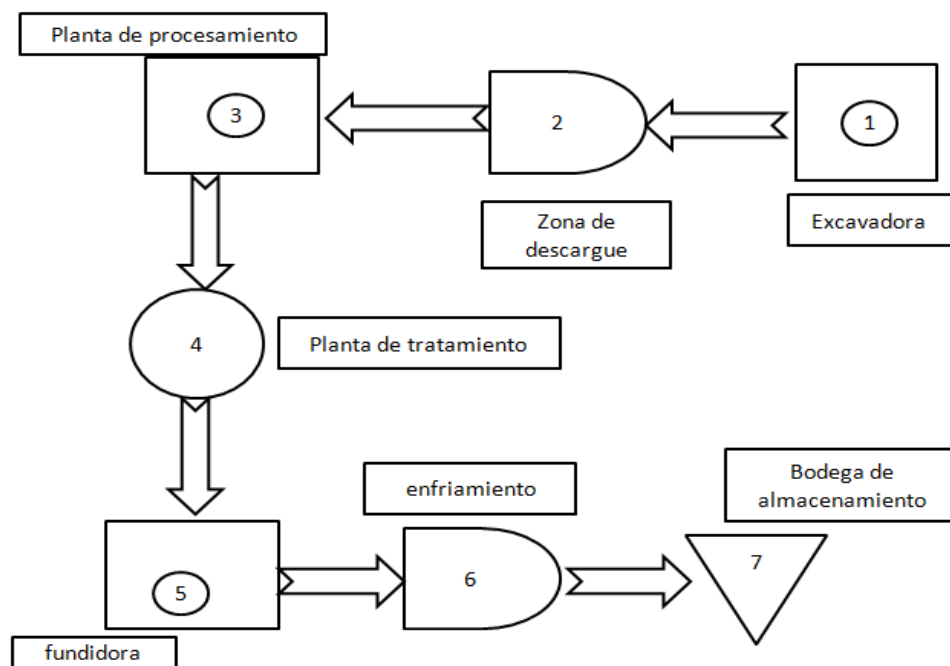 Planta de procesamiento
3
2
1
Zona de
descargue
Excavadora
4
Planta de tratamiento
enfriamiento
Bodega de
almacenamiento
5
6
7
fundidora